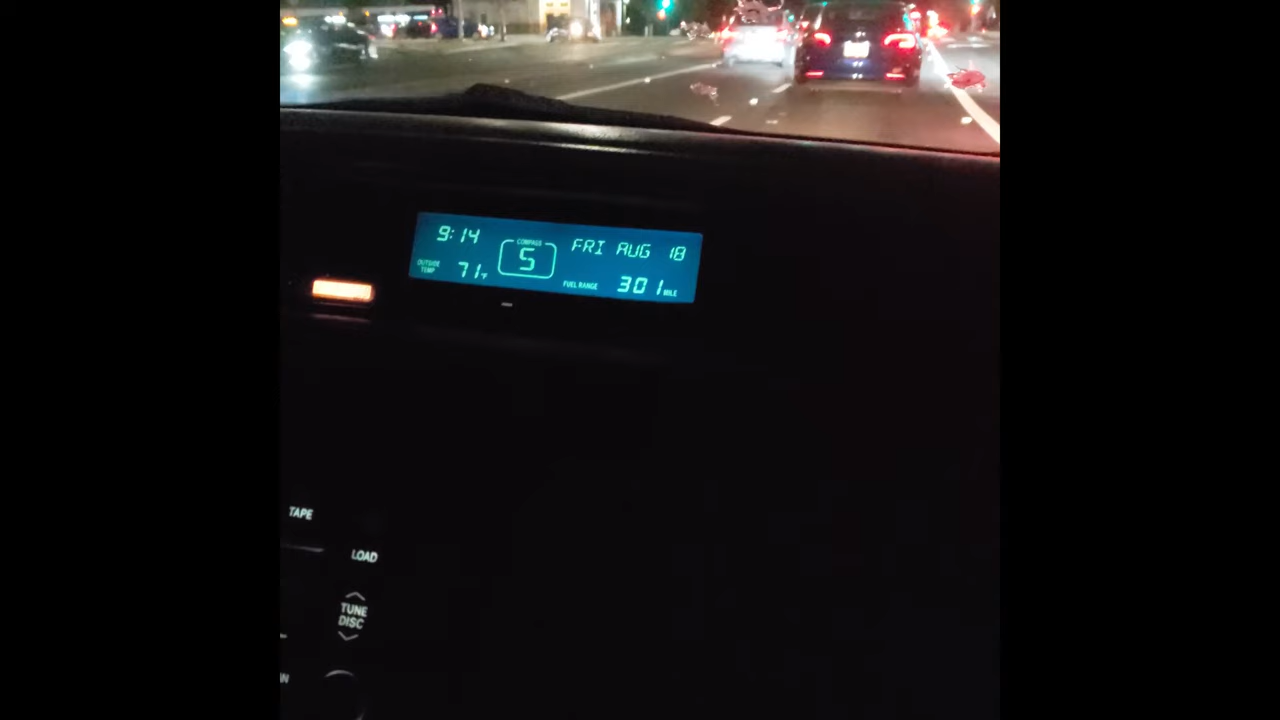 9:14
COMPASS
S
FRI AUG 18
OUTSIDE TEMP 71°F
FUEL RANGE 301 MILE
TAPE
LOAD
TUNE
DISC